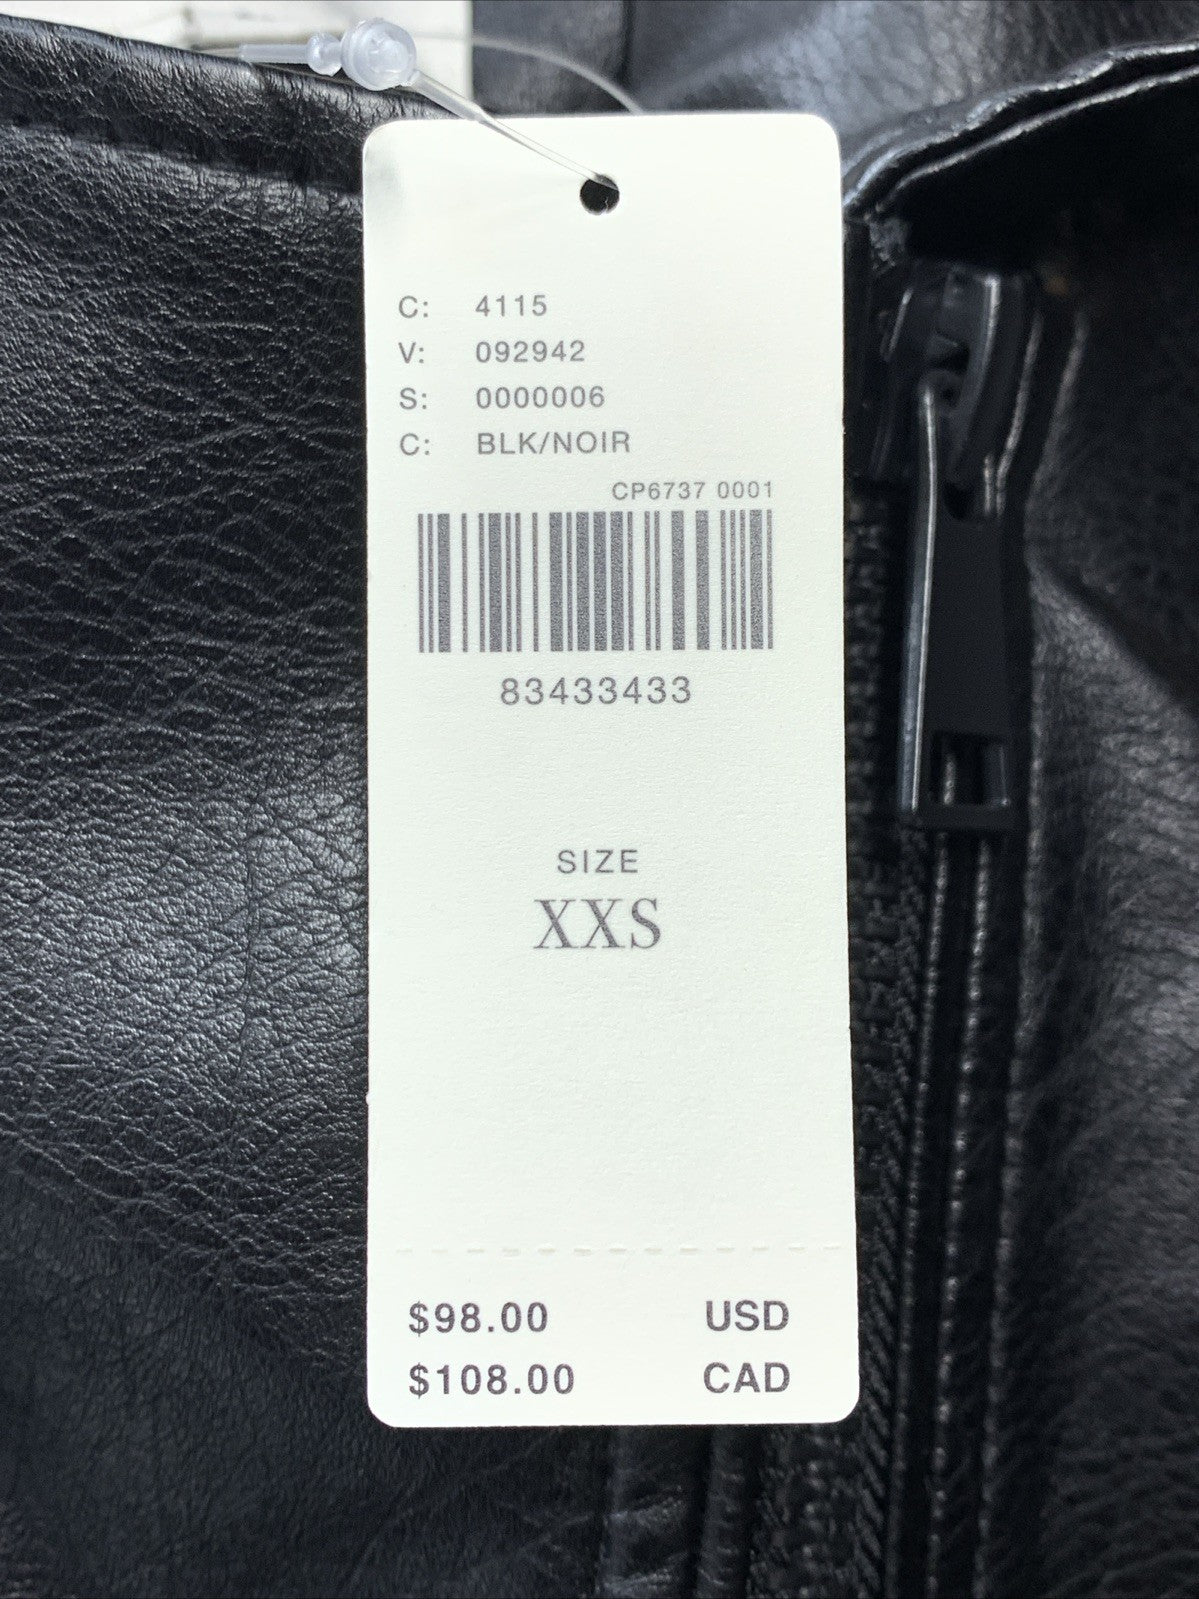 C: 4115
V: 092942
S: 0000006
C: BLK/NOIR
CP6737 0001
83433433
SIZE
XXS
$98.00 USD
$108.00 CAD